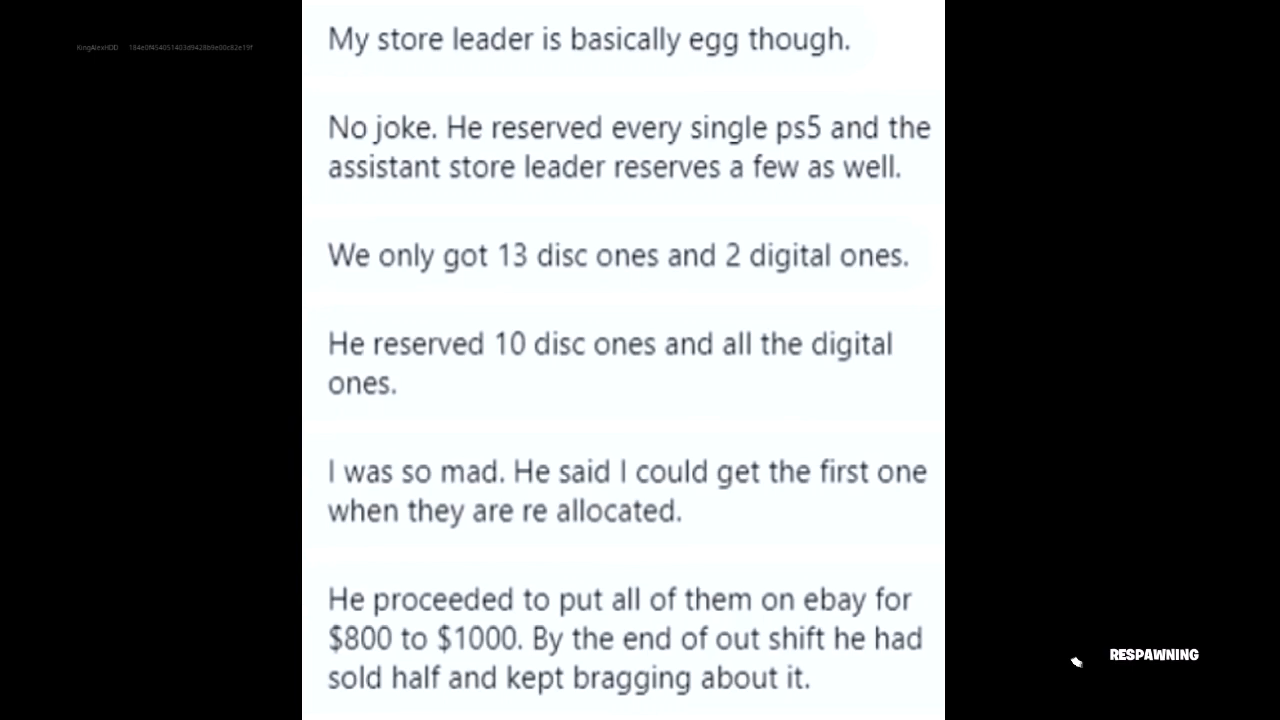 KingAlexHDD
My store leader is basically egg though.
No joke. He reserved every single ps5 and the
assistant store leader reserves a few as well.
We only got 13 disc ones and 2 digital ones.
He reserved 10 disc ones and all the digital
ones.
I was so mad. He said I could get the first one
when they are re allocated.
He proceeded to put all of them on ebay for
$800 to $1000. By the end of out shift he had
sold half and kept bragging about it.
RESPAWNING